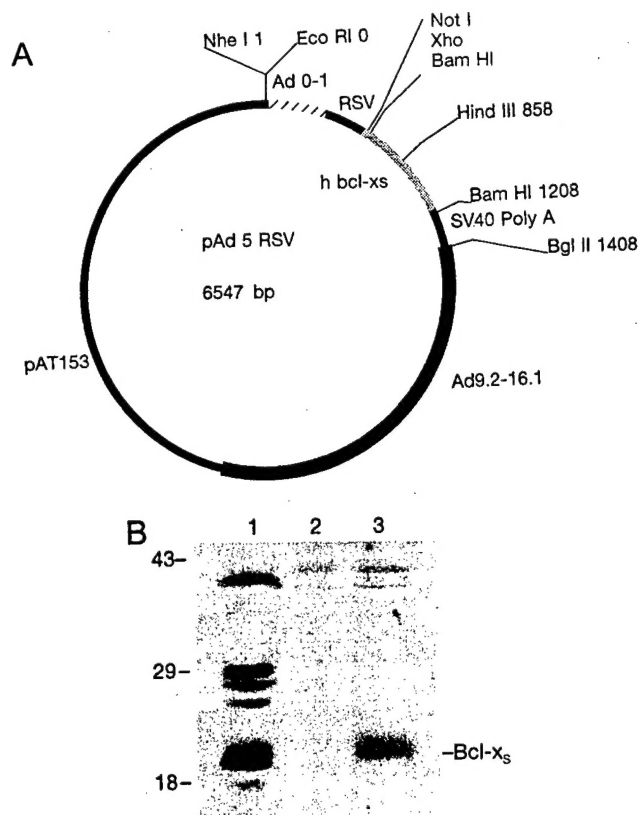 A
Nhe I 1
Eco RI 0
Ad 0-1
RSV
Not I
Xho
Bam HI
Hind III 858
h bcl-xs
Bam HI 1208
SV.40 Poly A
Bgl II 1408
pAd 5 RSV
6547 bp
pAT153
Ad9.2-16.1
B
1 2 3
43–
29–
18–
–Bcl-xs